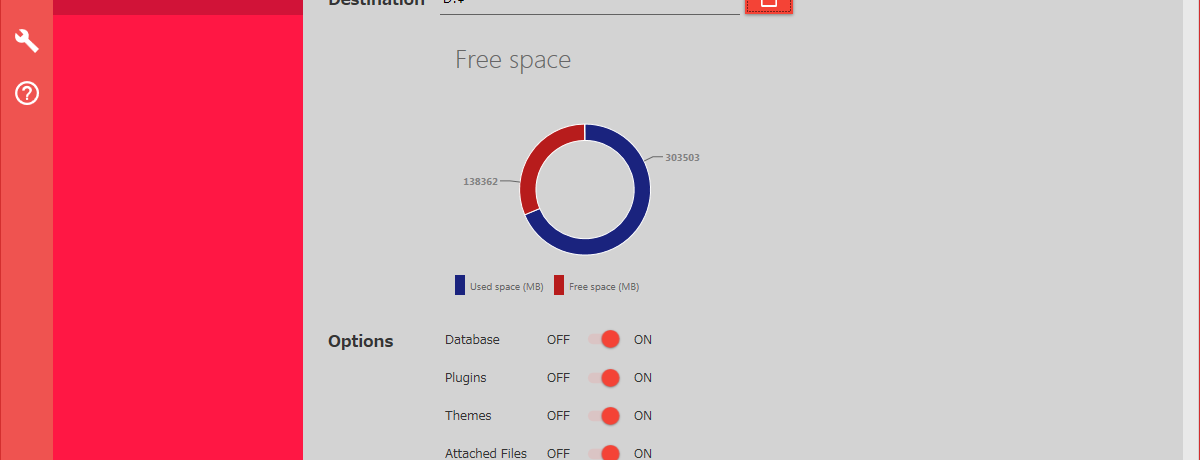 Destination
Free space
303503
138362
Used space (MB) Free space (MB)
Options
Database OFF ON
Plugins OFF ON
Themes OFF ON
Attached Files OFF ON